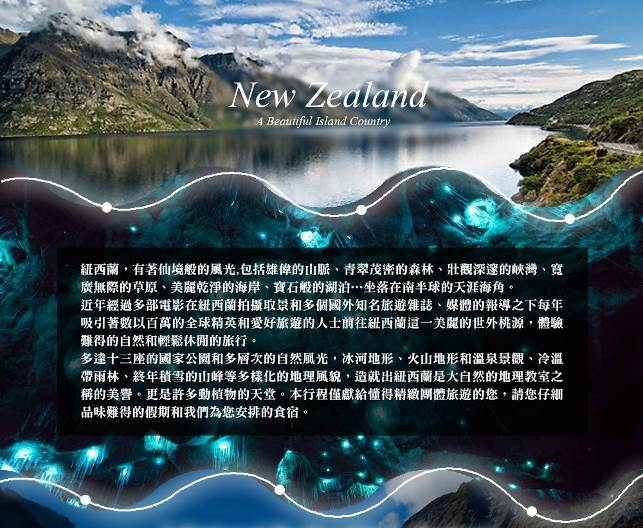 New Zealand
A Beautiful Island Country
紐西蘭，有著仙境般的風光,包括雄偉的山脈、青翠茂密的森林、壯觀深邃的峽灣、寬
廣無際的草原、美麗乾淨的海岸、寶石般的湖泊…坐落在南半球的天涯海角。
近年經過多部電影在紐西蘭拍攝取景和多個國外知名旅遊雜誌、媒體的報導之下每年
吸引著數以百萬的全球精英和愛好旅遊的人士前往紐西蘭這一美麗的世外桃源，體驗
難得的自然和輕鬆休閒的旅行。
多達十三座的國家公園和多層次的自然風光，冰河地形、火山地形和溫泉景觀、冷溫
帶雨林、終年積雪的山峰等多樣化的地理風貌，造就出紐西蘭是大自然的地理教室之
稱的美譽。更是許多動植物的天堂。本行程僅獻給懂得精緻團體旅遊的您，請您仔細
品味難得的假期和我們為您安排的食宿。